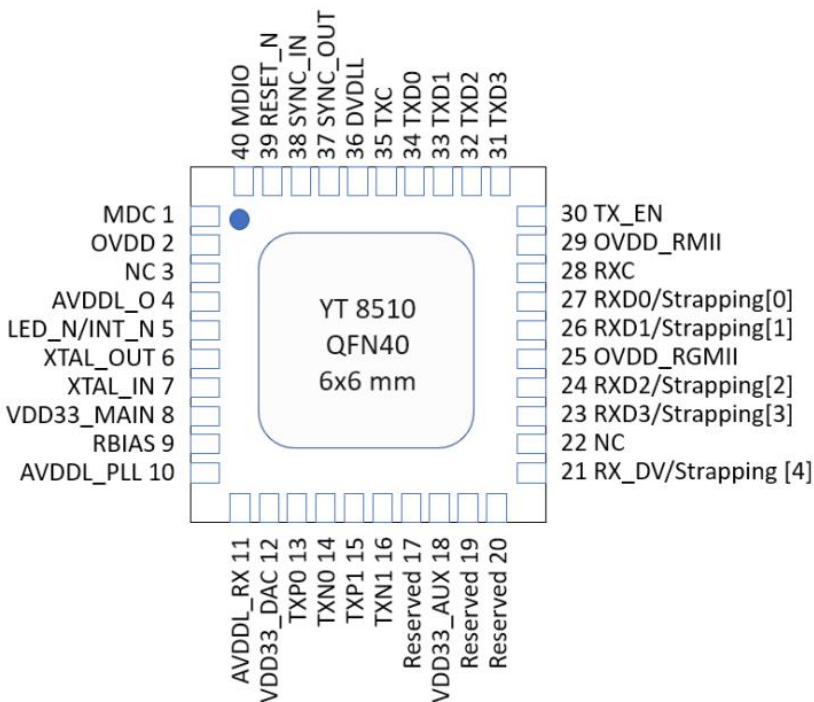 40 MDIO
39 RESET_N
38 SYNC_IN
37 SYNC_OUT
36 DVDLL
35 TXC
34 TXD0
33 TXD1
32 TXD2
31 TXD3
MDC 1
OVDD 2
NC 3
AVDDL_O 4
LED_N/INT_N 5
XTAL_OUT 6
XTAL_IN 7
VDD33_MAIN 8
RBIAS 9
AVDDL_PLL 10
YT 8510
QFN40
6x6 mm
30 TX_EN
29 OVDD_RMII
28 RXC
27 RXD0/Strapping[0]
26 RXD1/Strapping[1]
25 OVDD_RGMII
24 RXD2/Strapping[2]
23 RXD3/Strapping[3]
22 NC
21 RX_DV/Strapping [4]
AVDDL_RX 11
VDD33_DAC 12
TXP0 13
TXN0 14
TXP1 15
TXN1 16
Reserved 17
VDD33_AUX 18
Reserved 19
Reserved 20